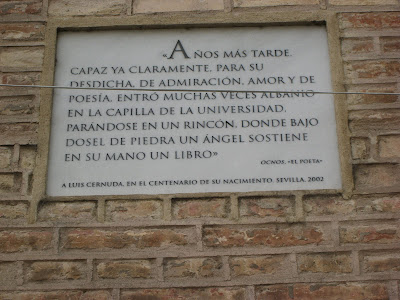 «AÑOS MÁS TARDE,
CAPAZ YA CLARAMENTE, PARA SU
DESDICHA, DE ADMIRACIÓN, AMOR Y DE
POESÍA, ENTRÓ MUCHAS VECES ALBANIO
EN LA CAPILLA DE LA UNIVERSIDAD,
PARÁNDOSE EN UN RINCÓN, DONDE BAJO
DOSEL DE PIEDRA UN ÁNGEL SOSTIENE
EN SU MANO UN LIBRO»
OCNOS, «EL POETA»
A LUIS CERNUDA, EN EL CENTENARIO DE SU NACIMIENTO. SEVILLA, 2002